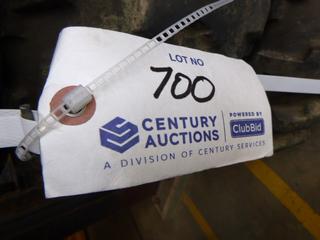 LOT NO
700
CENTURY
AUCTIONS
POWERED BY
ClubBid
A DIVISION OF CENTURY SERVICES